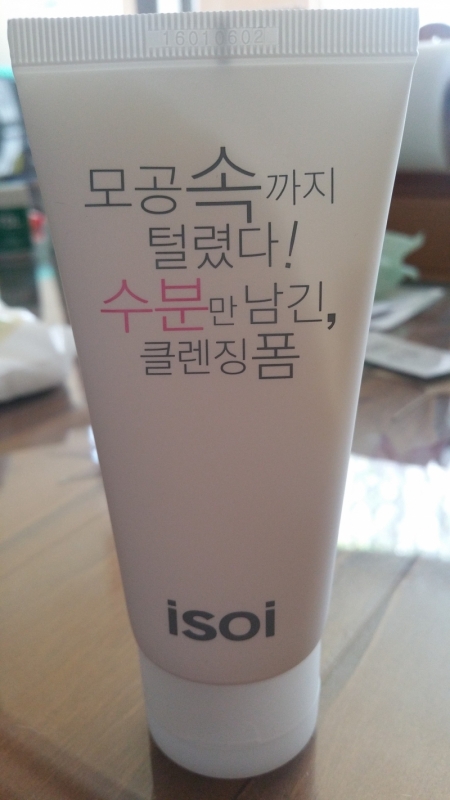 16010602
모공속까지
털렸다!
수분만남긴,
클렌징폼
isoi